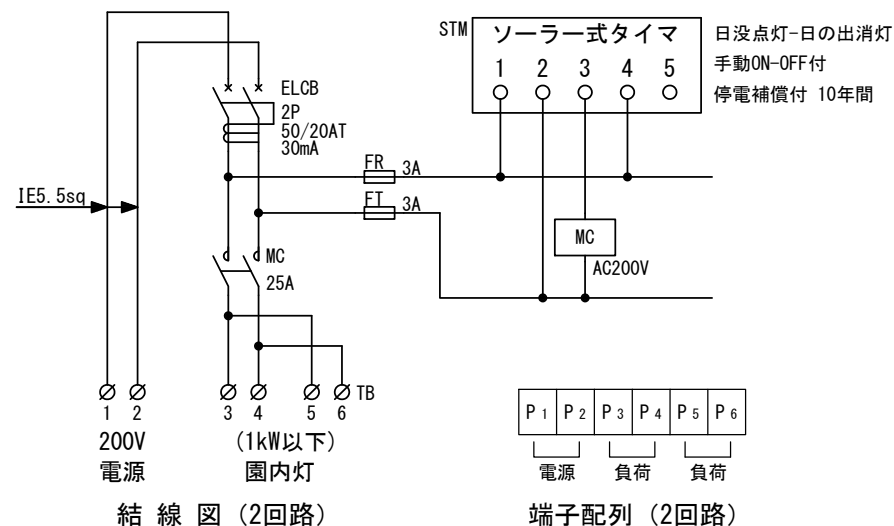 STM
ソーラー式タイマ
1 2 3 4 5
日没点灯-日の出消灯
手動ON-OFF付
停電補償付 10年間
ELCB
2P
50/20AT
30mA
FR 3A
FT 3A
IE5.5sq
MC
25A
MC
AC200V
1 2 3 4 5 6 TB
200V
電源
(1kW以下)
園内灯
結線図 (2回路)
P1 P2 P3 P4 P5 P6
電源 負荷 負荷
端子配列 (2回路)